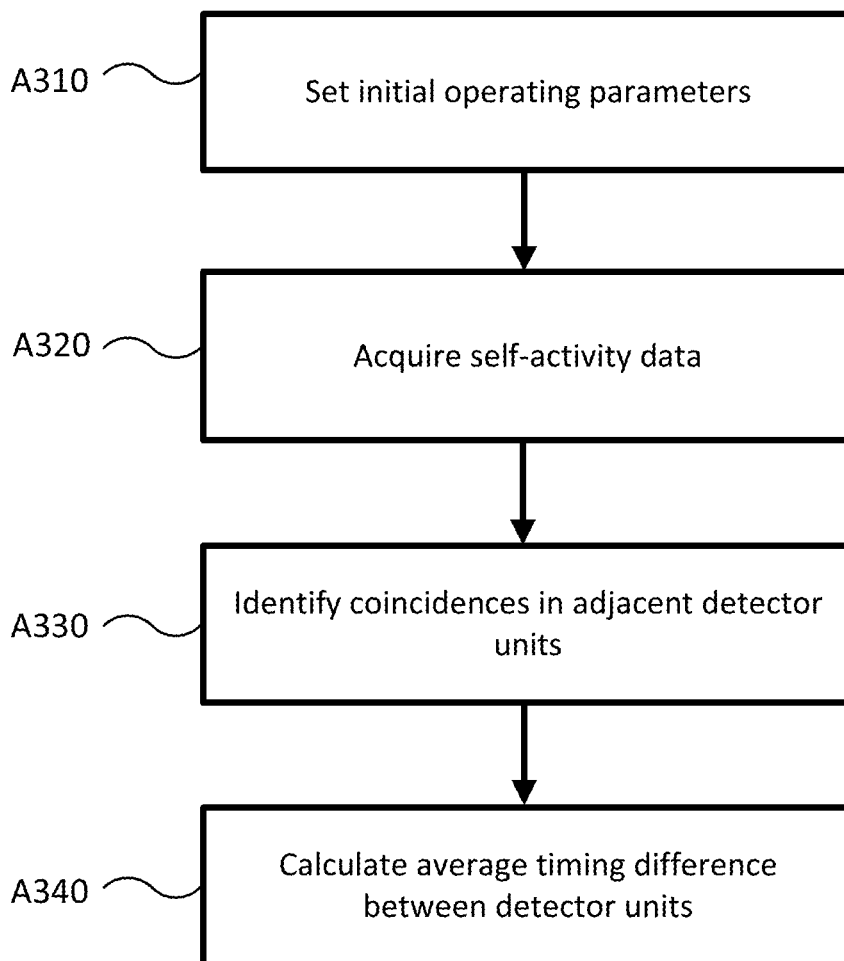 A310
Set initial operating parameters
A320
Acquire self-activity data
A330
Identify coincidences in adjacent detector
units
A340
Calculate average timing difference
between detector units